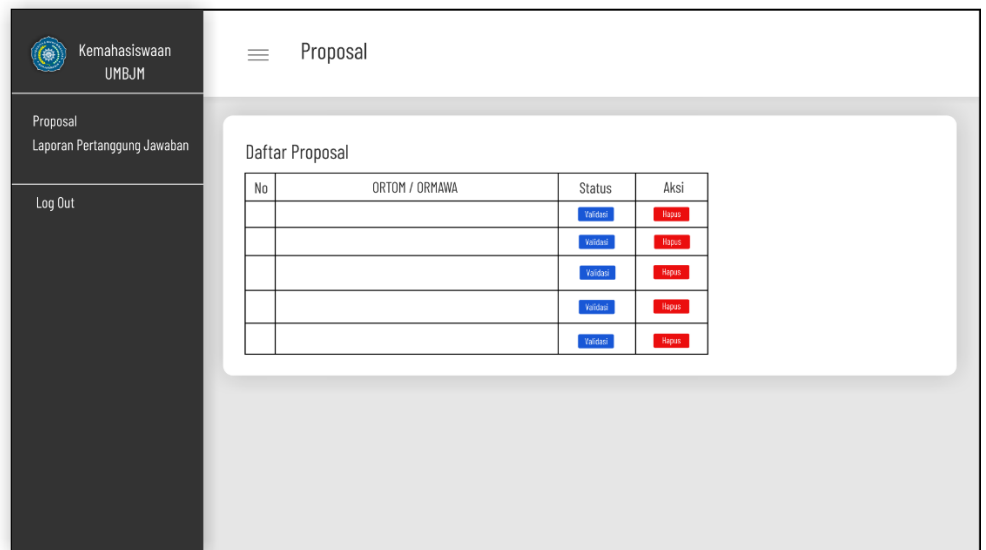 Kemahasiswaan
UMBJM
Proposal
Laporan Pertanggung Jawaban
Log Out
Proposal
Daftar Proposal
No ORTOM / ORMAWA Status Aksi
Validasi Hapus
Validasi Hapus
Validasi Hapus
Validasi Hapus
Validasi Hapus